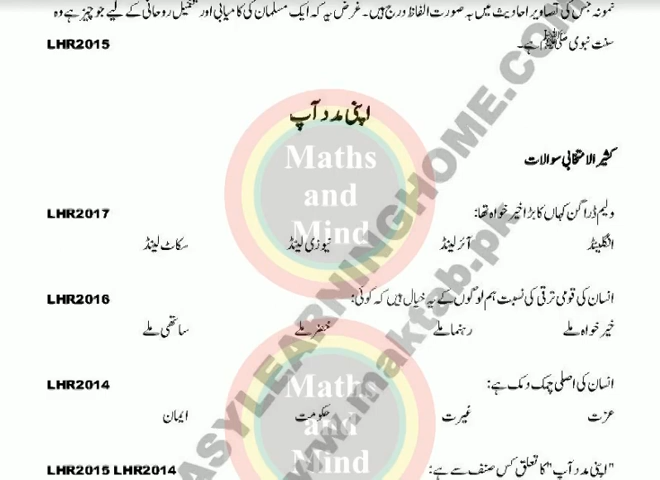 نمونہ جس کی تصاویر احادیث میں بہ صورت الفاظ درج ہیں۔ غرض یہ کہ ایک مسلمان کی کامیابی اور تکمیل روحانی کے لیے جو چیز ہے وہ
سنت نبوی ﷺ ہے۔ LHR2015
اپنی مدد آپ
کثیر الانتخابی سوالات
ولیم ڈراگن کہاں کا بڑا خیر خواہ تھا: LHR2017
انگلینڈ آئرلینڈ نیوزی لینڈ سکاٹ لینڈ
انسان کی قومی ترقی کی نسبت ہم لوگوں کے یہ خیال ہیں کہ کوئی: LHR2016
خیر خواہ ملے رہنما ملے خضر ملے ساتھی ملے
انسان کی اصلی چمک دمک ہے: LHR2014
عزت غیرت حکومت ایمان
"اپنی مدد آپ" کا تعلق کس صنف سے ہے: LHR2015 LHR2014
Maths
and
Mind
Maths
and
Mind
ASYLEARNINGHOME.COM
www.maktab.pk